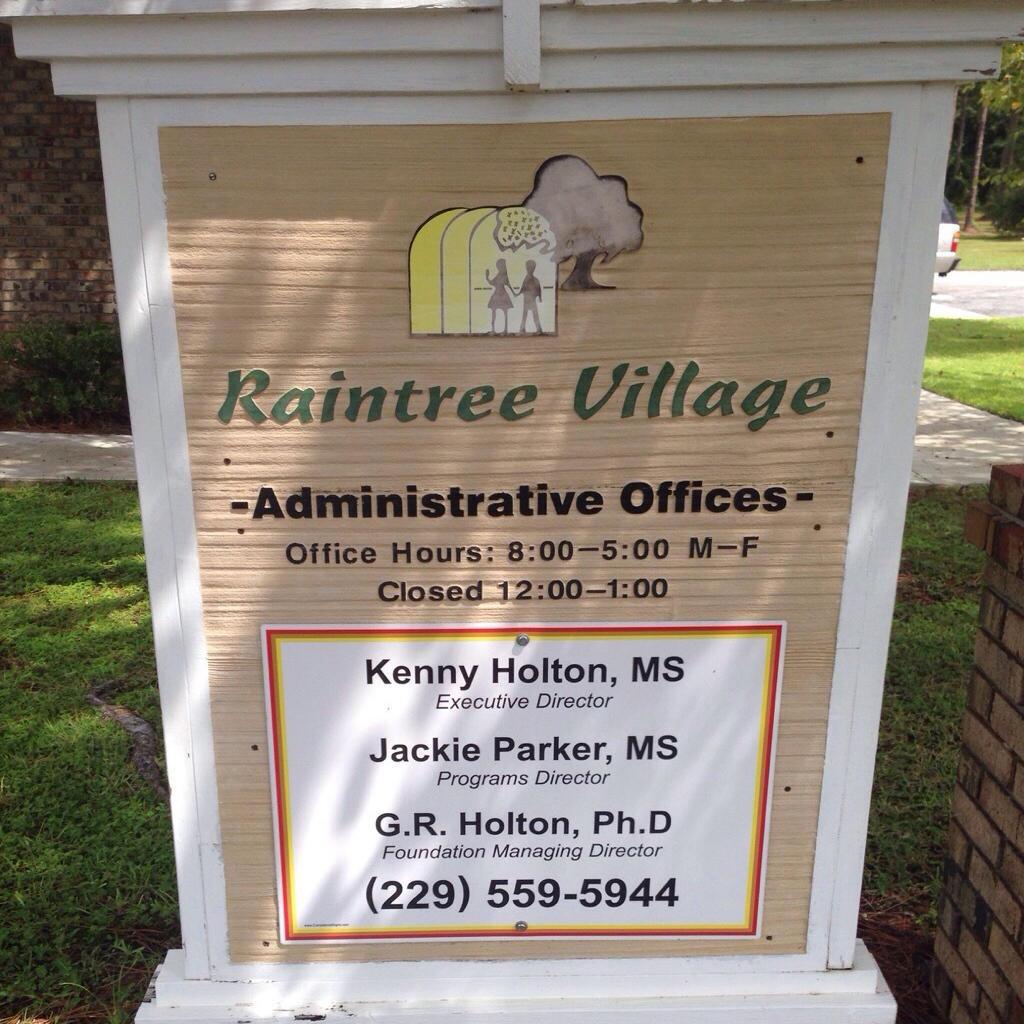 Raintree Village
-Administrative Offices-
Office Hours: 8:00–5:00 M–F
Closed 12:00–1:00
Kenny Holton, MS
Executive Director
Jackie Parker, MS
Programs Director
G.R. Holton, Ph.D
Foundation Managing Director
(229) 559-5944